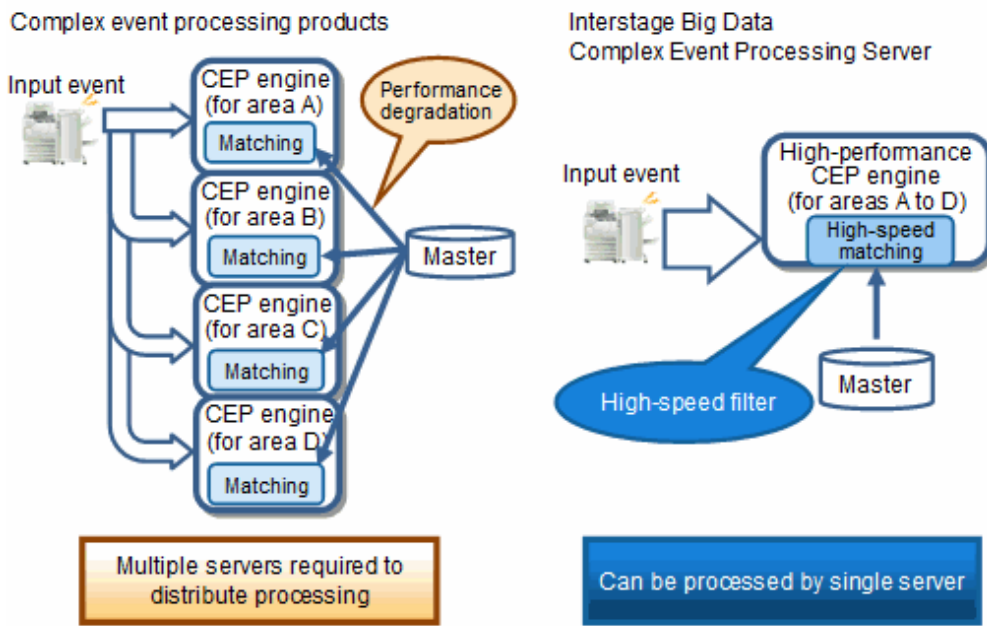 Complex event processing products
Input event
CEP engine
(for area A)
Matching
Performance
degradation
CEP engine
(for area B)
Matching
Master
CEP engine
(for area C)
Matching
CEP engine
(for area D)
Matching
Multiple servers required to
distribute processing
Interstage Big Data
Complex Event Processing Server
Input event
High-performance
CEP engine
(for areas A to D)
High-speed
matching
High-speed filter
Master
Can be processed by single server